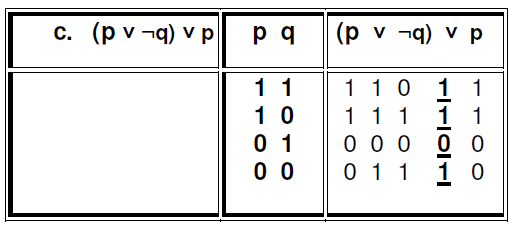 c. (p ∨ ¬q) ∨ p p q (p ∨ ¬q) ∨ p
1 1 1 1 0 1 1
1 0 1 1 1 1 1
0 1 0 0 0 0 0
0 0 0 1 1 1 0